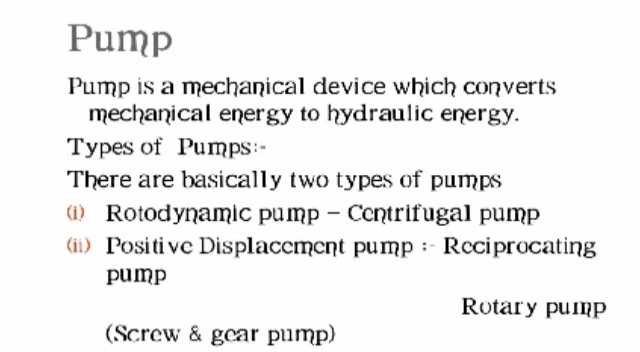 Pump
Pump is a mechanical device which converts
mechanical energy to hydraulic energy.
Types of Pumps:-
There are basically two types of pumps
(i) Rotodynamic pump – Centrifugal pump
(ii) Positive Displacement pump :- Reciprocating
pump
Rotary pump
(Screw & gear pump)